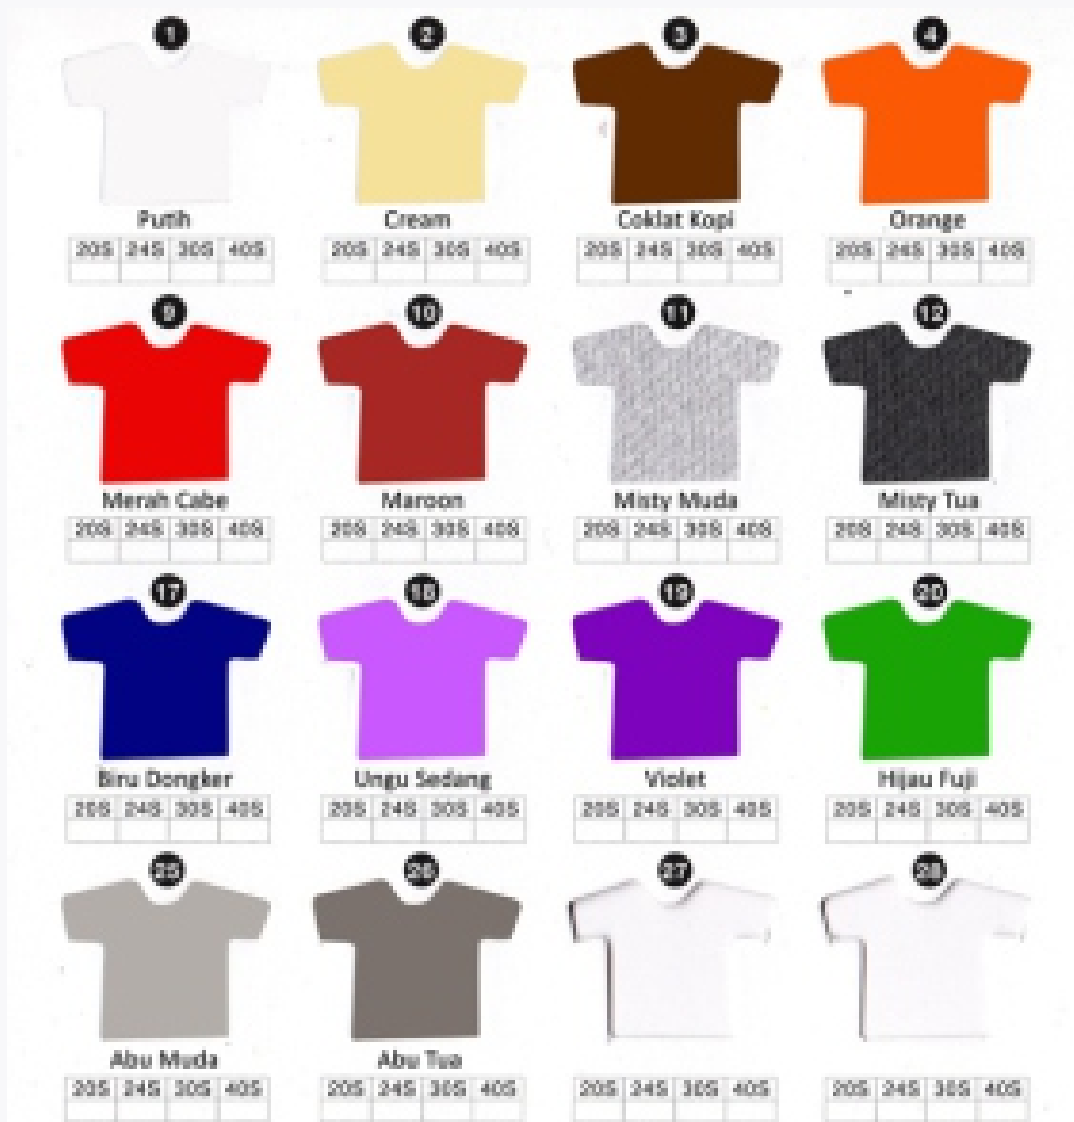 1 2 3 4
Putih Cream Coklat Kopi Orange
20S 24S 30S 40S 20S 24S 30S 40S 20S 24S 30S 40S 20S 24S 30S 40S
9 10 11 12
Merah Cabe Maroon Misty Muda Misty Tua
20S 24S 30S 40S 20S 24S 30S 40S 20S 24S 30S 40S 20S 24S 30S 40S
17 18 19 20
Biru Dongker Ungu Sedang Violet Hijau Fuji
20S 24S 30S 40S 20S 24S 30S 40S 20S 24S 30S 40S 20S 24S 30S 40S
25 26 27 28
Abu Muda Abu Tua
20S 24S 30S 40S 20S 24S 30S 40S 20S 24S 30S 40S 20S 24S 30S 40S